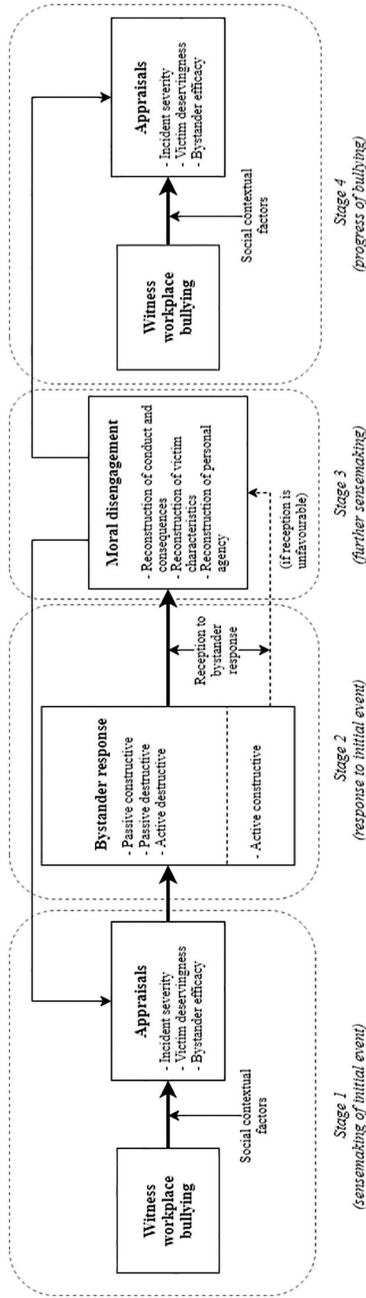 Witness
workplace
bullying
Social contextual
factors
Appraisals
- Incident severity
- Victim deservingness
- Bystander efficacy
Stage 1
(sensemaking of initial event)
Bystander response
- Passive constructive
- Passive destructive
- Active destructive
- Active constructive
Stage 2
(response to initial event)
Reception to
bystander
response
Moral disengagement
- Reconstruction of conduct and
consequences
- Reconstruction of victim
characteristics
- Reconstruction of personal
agency
(if reception is
unfavourable)
Stage 3
(further sensemaking)
Witness
workplace
bullying
Social contextual
factors
Appraisals
- Incident severity
- Victim deservingness
- Bystander efficacy
Stage 4
(progress of bullying)